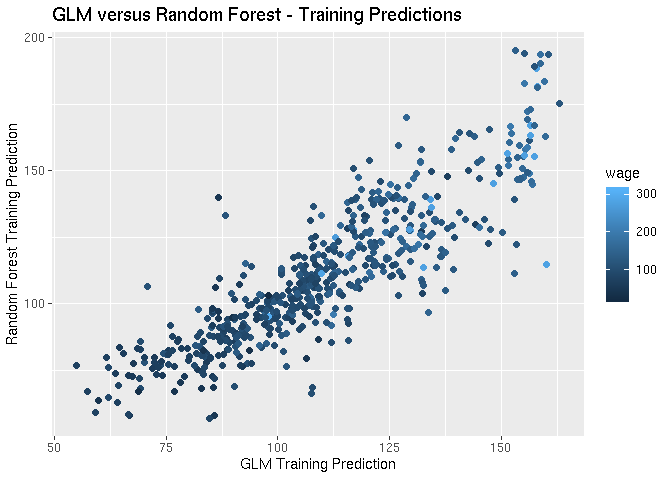 GLM versus Random Forest - Training Predictions
Random Forest Training Prediction
200
150
100
50
75
100
125
150
GLM Training Prediction
wage
300
200
100